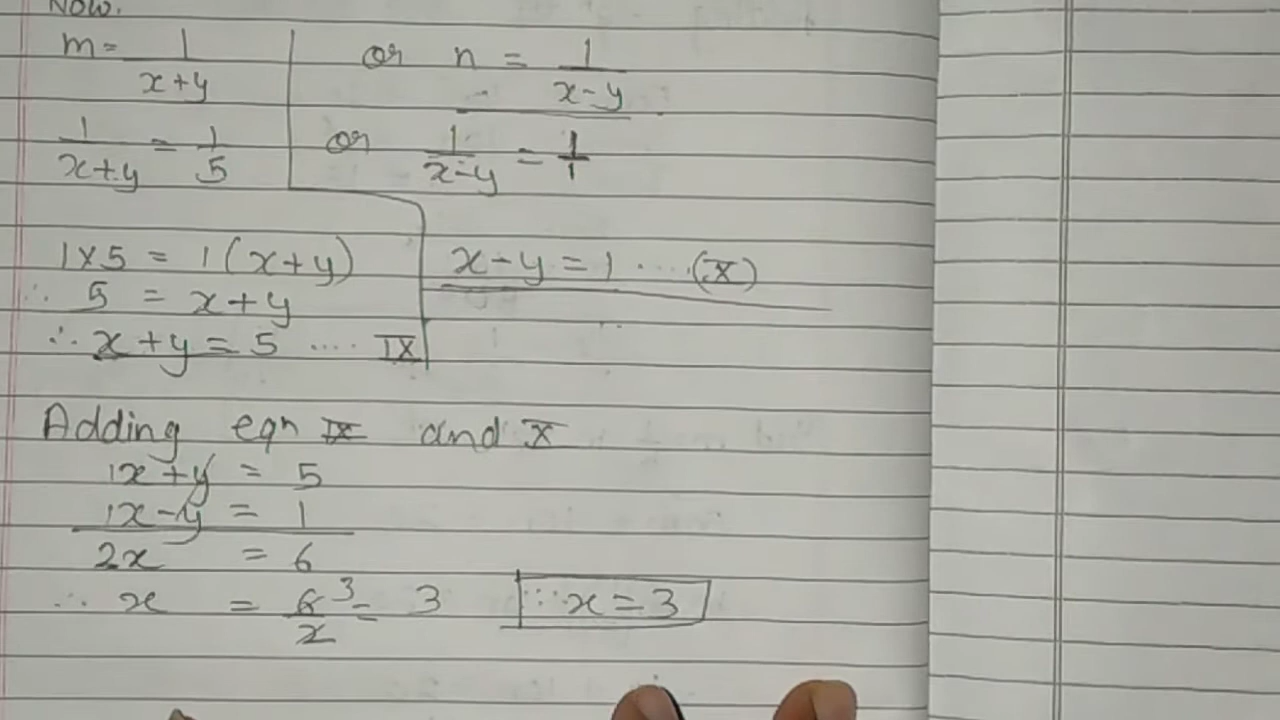 Now.
m = 1/(x+y) or n = 1/(x-y)
1/(x+y) = 1/5 or 1/(x-y) = 1/1
1×5 = 1(x+y) x-y = 1 .... (X)
∴ 5 = x+y
∴ x+y = 5 .... IX
Adding eqn IX and X
1x+y = 5
1x-y = 1
2x = 6
∴ x = 6/2 3 = 3 ∵ x = 3